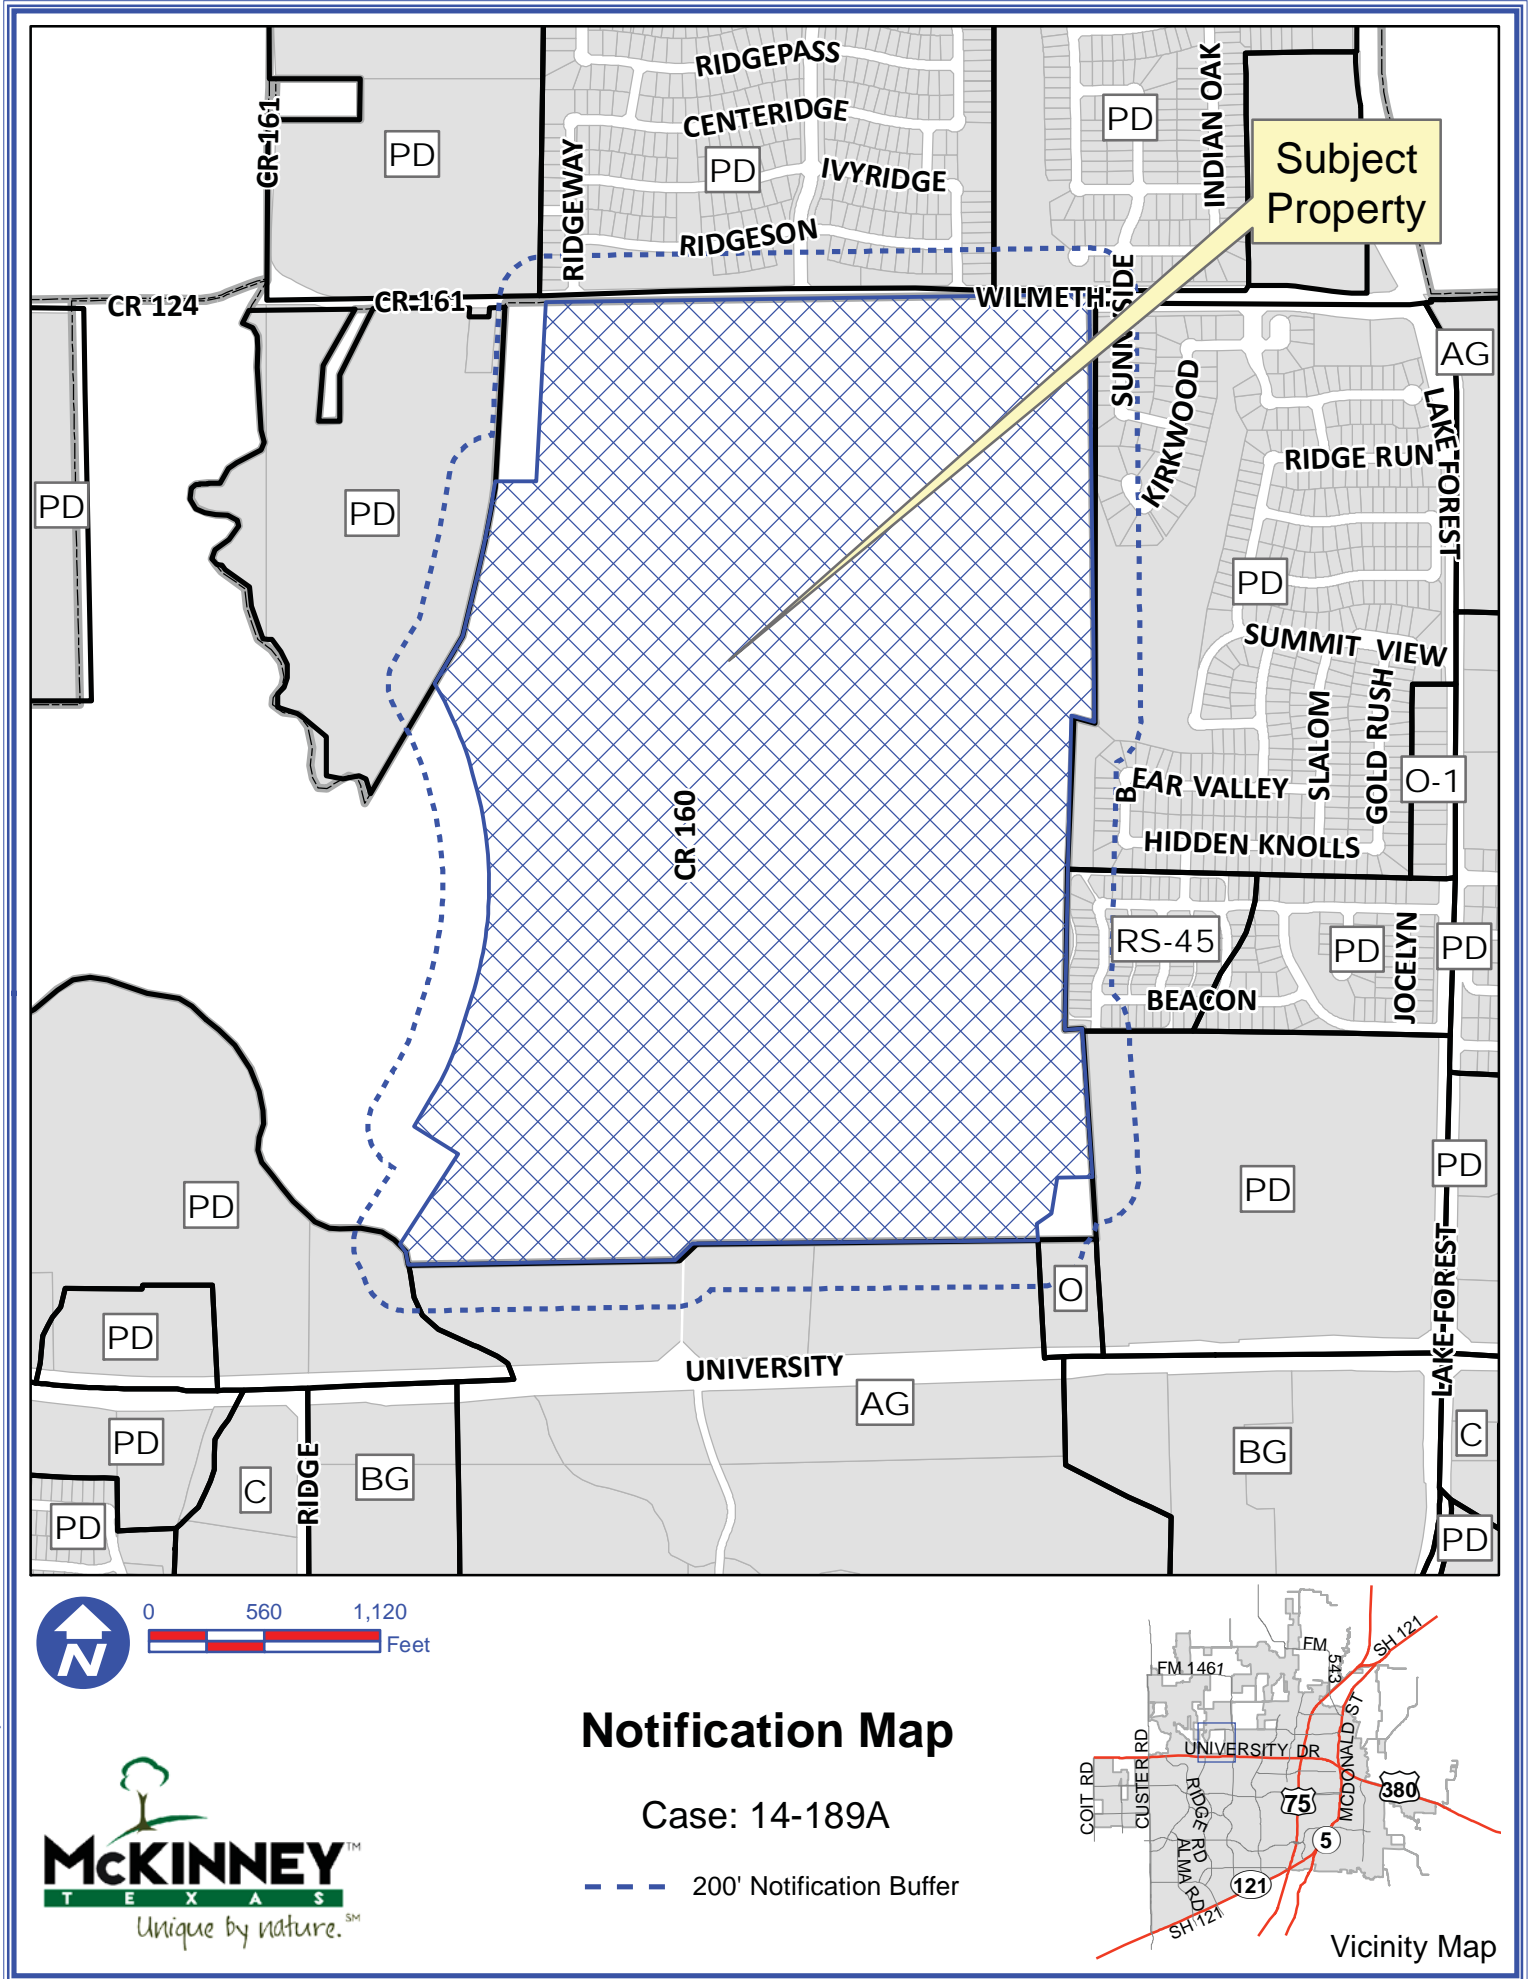 RIDGEPASS
CENTERIDGE
IVYRIDGE
RIDGESON
RIDGEWAY
CR 161
PD
PD
PD
INDIAN OAK
Subject
Property
CR 124
CR 161
WILMETH
SUNNYSIDE
KIRKWOOD
AG
LAKE FOREST
RIDGE RUN
PD
PD
PD
SUMMIT VIEW
SLALOM
GOLD RUSH
O-1
BEAR VALLEY
HIDDEN KNOLLS
CR 160
RS-45
PD
JOCELYN
PD
BEACON
PD
PD
PD
O
PD
LAKE FOREST
UNIVERSITY
AG
PD
C
RIDGE
BG
BG
C
PD
PD
0 560 1,120
Feet
N
Notification Map
Case: 14-189A
200' Notification Buffer
McKINNEY™
TEXAS
Unique by nature.℠
FM 1461
FM
543
SH 121
UNIVERSITY DR
MCDONALD ST
COIT RD
CUSTER RD
RIDGE RD
ALMA RD
75
380
5
121
SH 121
Vicinity Map